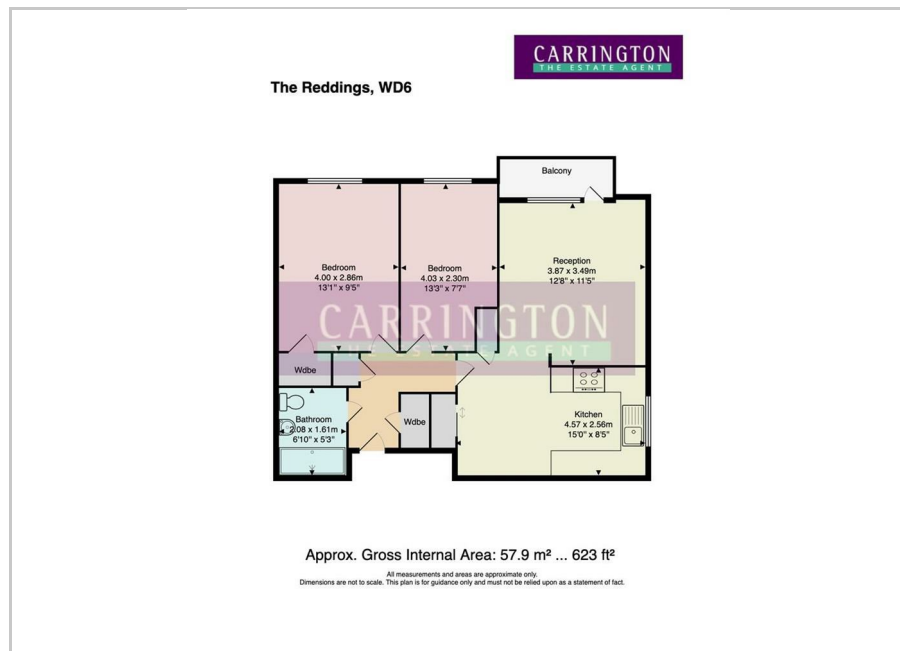 CARRINGTON
THE ESTATE AGENT
The Reddings, WD6
Balcony
Bedroom
4.00 x 2.86m
13'1" x 9'5"
Bedroom
4.03 x 2.30m
13'3" x 7'7"
Reception
3.87 x 3.49m
12'8" x 11'5"
CARRINGTON
THE ESTATE AGENT
Wdbe
Bathroom
2.08 x 1.61m
6'10" x 5'3"
Wdbe
Kitchen
4.57 x 2.56m
15'0" x 8'5"
Approx. Gross Internal Area: 57.9 m² ... 623 ft²
All measurements and areas are approximate only.
Dimensions are not to scale. This plan is for guidance only and must not be relied upon as a statement of fact.